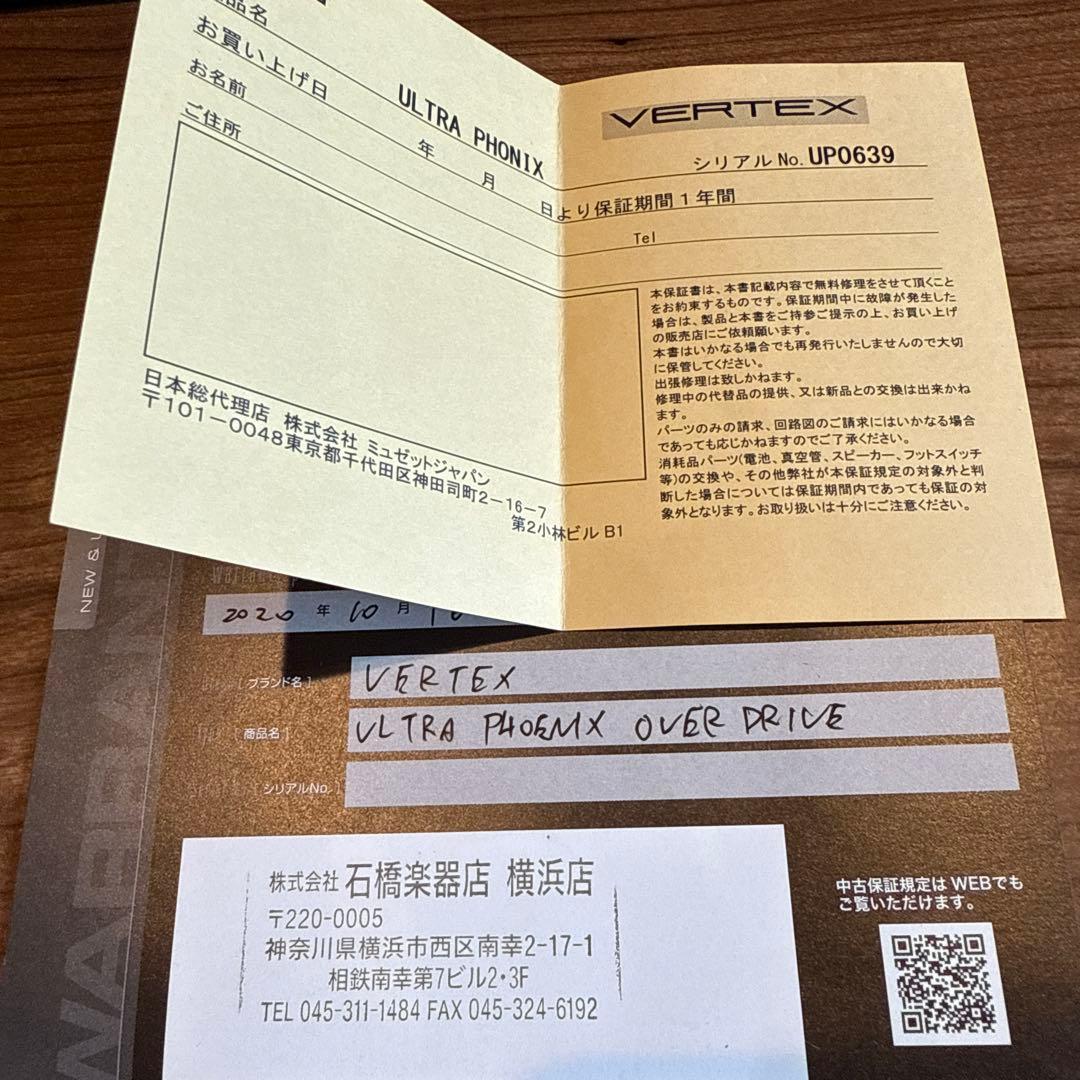 品名
ULTRA PHONIX
お買い上げ日
年
月
日より保証期間1年間
お名前
Tel
ご住所
VERTEX
シリアルNo. UP0639
日本総代理店 株式会社 ミュゼットジャパン
〒101-0048東京都千代田区神田司町2-16-7
第2小林ビル B1
本保証書は、本書記載内容で無料修理をさせて頂くこと
をお約束するものです。保証期間中に故障が発生した
場合は、製品と本書をご持参ご提示の上、お買い上げ
の販売店にご依頼願います。
本書はいかなる場合でも再発行いたしませんので大切
に保管してください。
出張修理は致しかねます。
修理中の代替品の提供、又は新品との交換は出来かね
ます。
パーツのみの請求、回路図のご請求にはいかなる場合
であっても応じかねますのでご了承ください。
消耗品パーツ(電池、真空管、スピーカー、フットスイッチ
等)の交換や、その他弊社が本保証規定の対象外と判
断した場合については保証期間内であっても保証の対
象外となります。お取り扱いは十分にご注意ください。
NEW & U
WARRANT
2020 年 10 月
[ブランド名] VERTEX
[商品名] ULTRA PHOENIX OVER DRIVE
シリアルNo.
株式会社 石橋楽器店 横浜店
〒220-0005
神奈川県横浜市西区南幸2-17-1
相鉄南幸第7ビル2・3F
TEL 045-311-1484 FAX 045-324-6192
中古保証規定は WEBでも
ご覧いただけます。